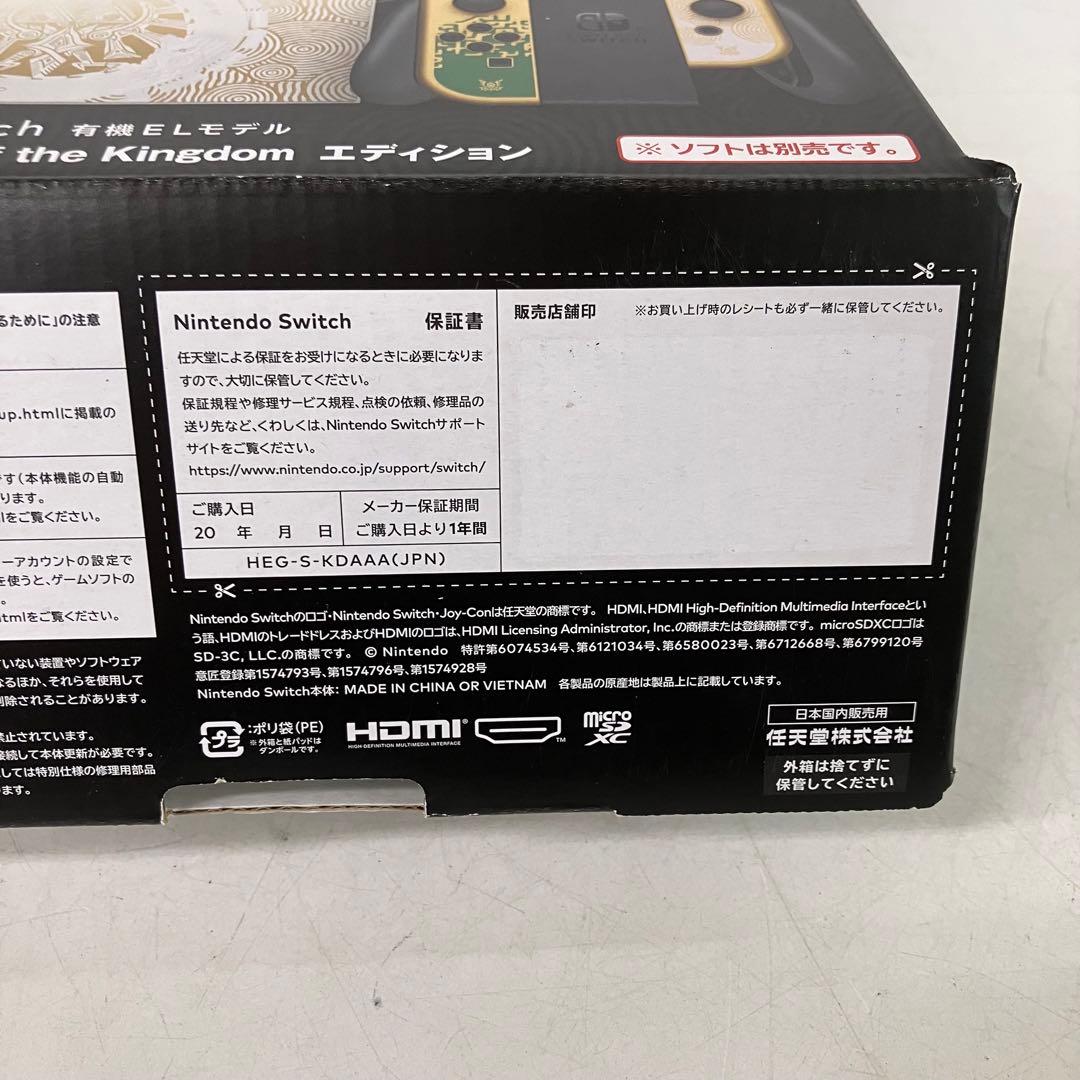 switch
ch 有機ELモデル
of the Kingdom エディション
※ ソフトは別売です。
るために」の注意
up.htmlに掲載の
です(本体機能の自動
ります。
lをご覧ください。
ーアカウントの設定で
を使うと、ゲームソフトの
。
tmlをご覧ください。
いない装置やソフトウェア
なるほか、それらを使用して
削除されることがあります。
禁止されています。
接続して本体更新が必要です。
しては特別仕様の修理用部品
ます。
Nintendo Switch 保証書
任天堂による保証をお受けになるときに必要になりま
すので、大切に保管してください。
保証規程や修理サービス規程、点検の依頼、修理品の
送り先など、くわしくは、Nintendo Switchサポート
サイトをご覧ください。
https://www.nintendo.co.jp/support/switch/
ご購入日
20 年 月 日
メーカー保証期間
ご購入日より1年間
HEG-S-KDAAA(JPN)
販売店舗印 ※お買い上げ時のレシートも必ず一緒に保管してください。
Nintendo Switchのロゴ・Nintendo Switch・Joy-Conは任天堂の商標です。 HDMI、HDMI High-Definition Multimedia Interfaceとい
う語、HDMIのトレードドレスおよびHDMIのロゴは、HDMI Licensing Administrator, Inc.の商標または登録商標です。 microSDXCロゴは
SD-3C, LLC.の商標です。 © Nintendo 特許第6074534号、第6121034号、第6580023号、第6712668号、第6799120号
意匠登録第1574793号、第1574796号、第1574928号
Nintendo Switch本体: MADE IN CHINA OR VIETNAM 各製品の原産地は製品上に記載しています。
プラ :ポリ袋(PE)
※外箱と紙パッドは
ダンボールです。
HDMI®
HIGH-DEFINITION MULTIMEDIA INTERFACE
TM
micro
SD
XC
日本国内販売用
任天堂株式会社
外箱は捨てずに
保管してください